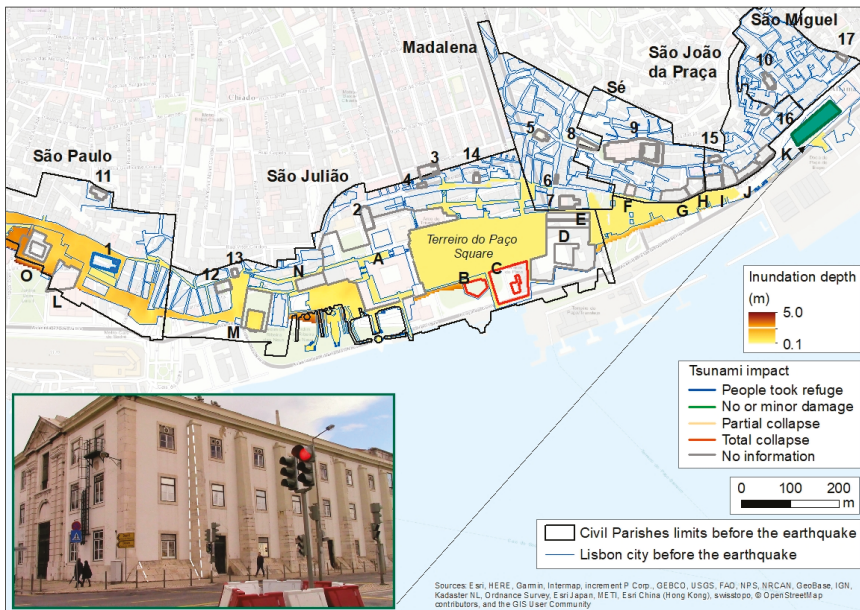 São Miguel
17
10
São João
da Praça
Madalena
Sé
16
K
5
8
9
15
3
14
4
6
São Paulo
11
São Julião
7
F
H
J
G
I
2
E
D
Terreiro do Paço
Square
1
13
N
A
C
B
12
O
L
M
Inundation depth
(m)
5.0
0.1
Tsunami impact
People took refuge
No or minor damage
Partial collapse
Total collapse
No information
0 100 200
m
Civil Parishes limits before the earthquake
Lisbon city before the earthquake
Sources: Esri, HERE, Garmin, Intermap, increment P Corp., GEBCO, USGS, FAO, NPS, NRCAN, GeoBase, IGN,
Kadaster NL, Ordnance Survey, Esri Japan, METI, Esri China (Hong Kong), swisstopo, © OpenStreetMap
contributors, and the GIS User Community